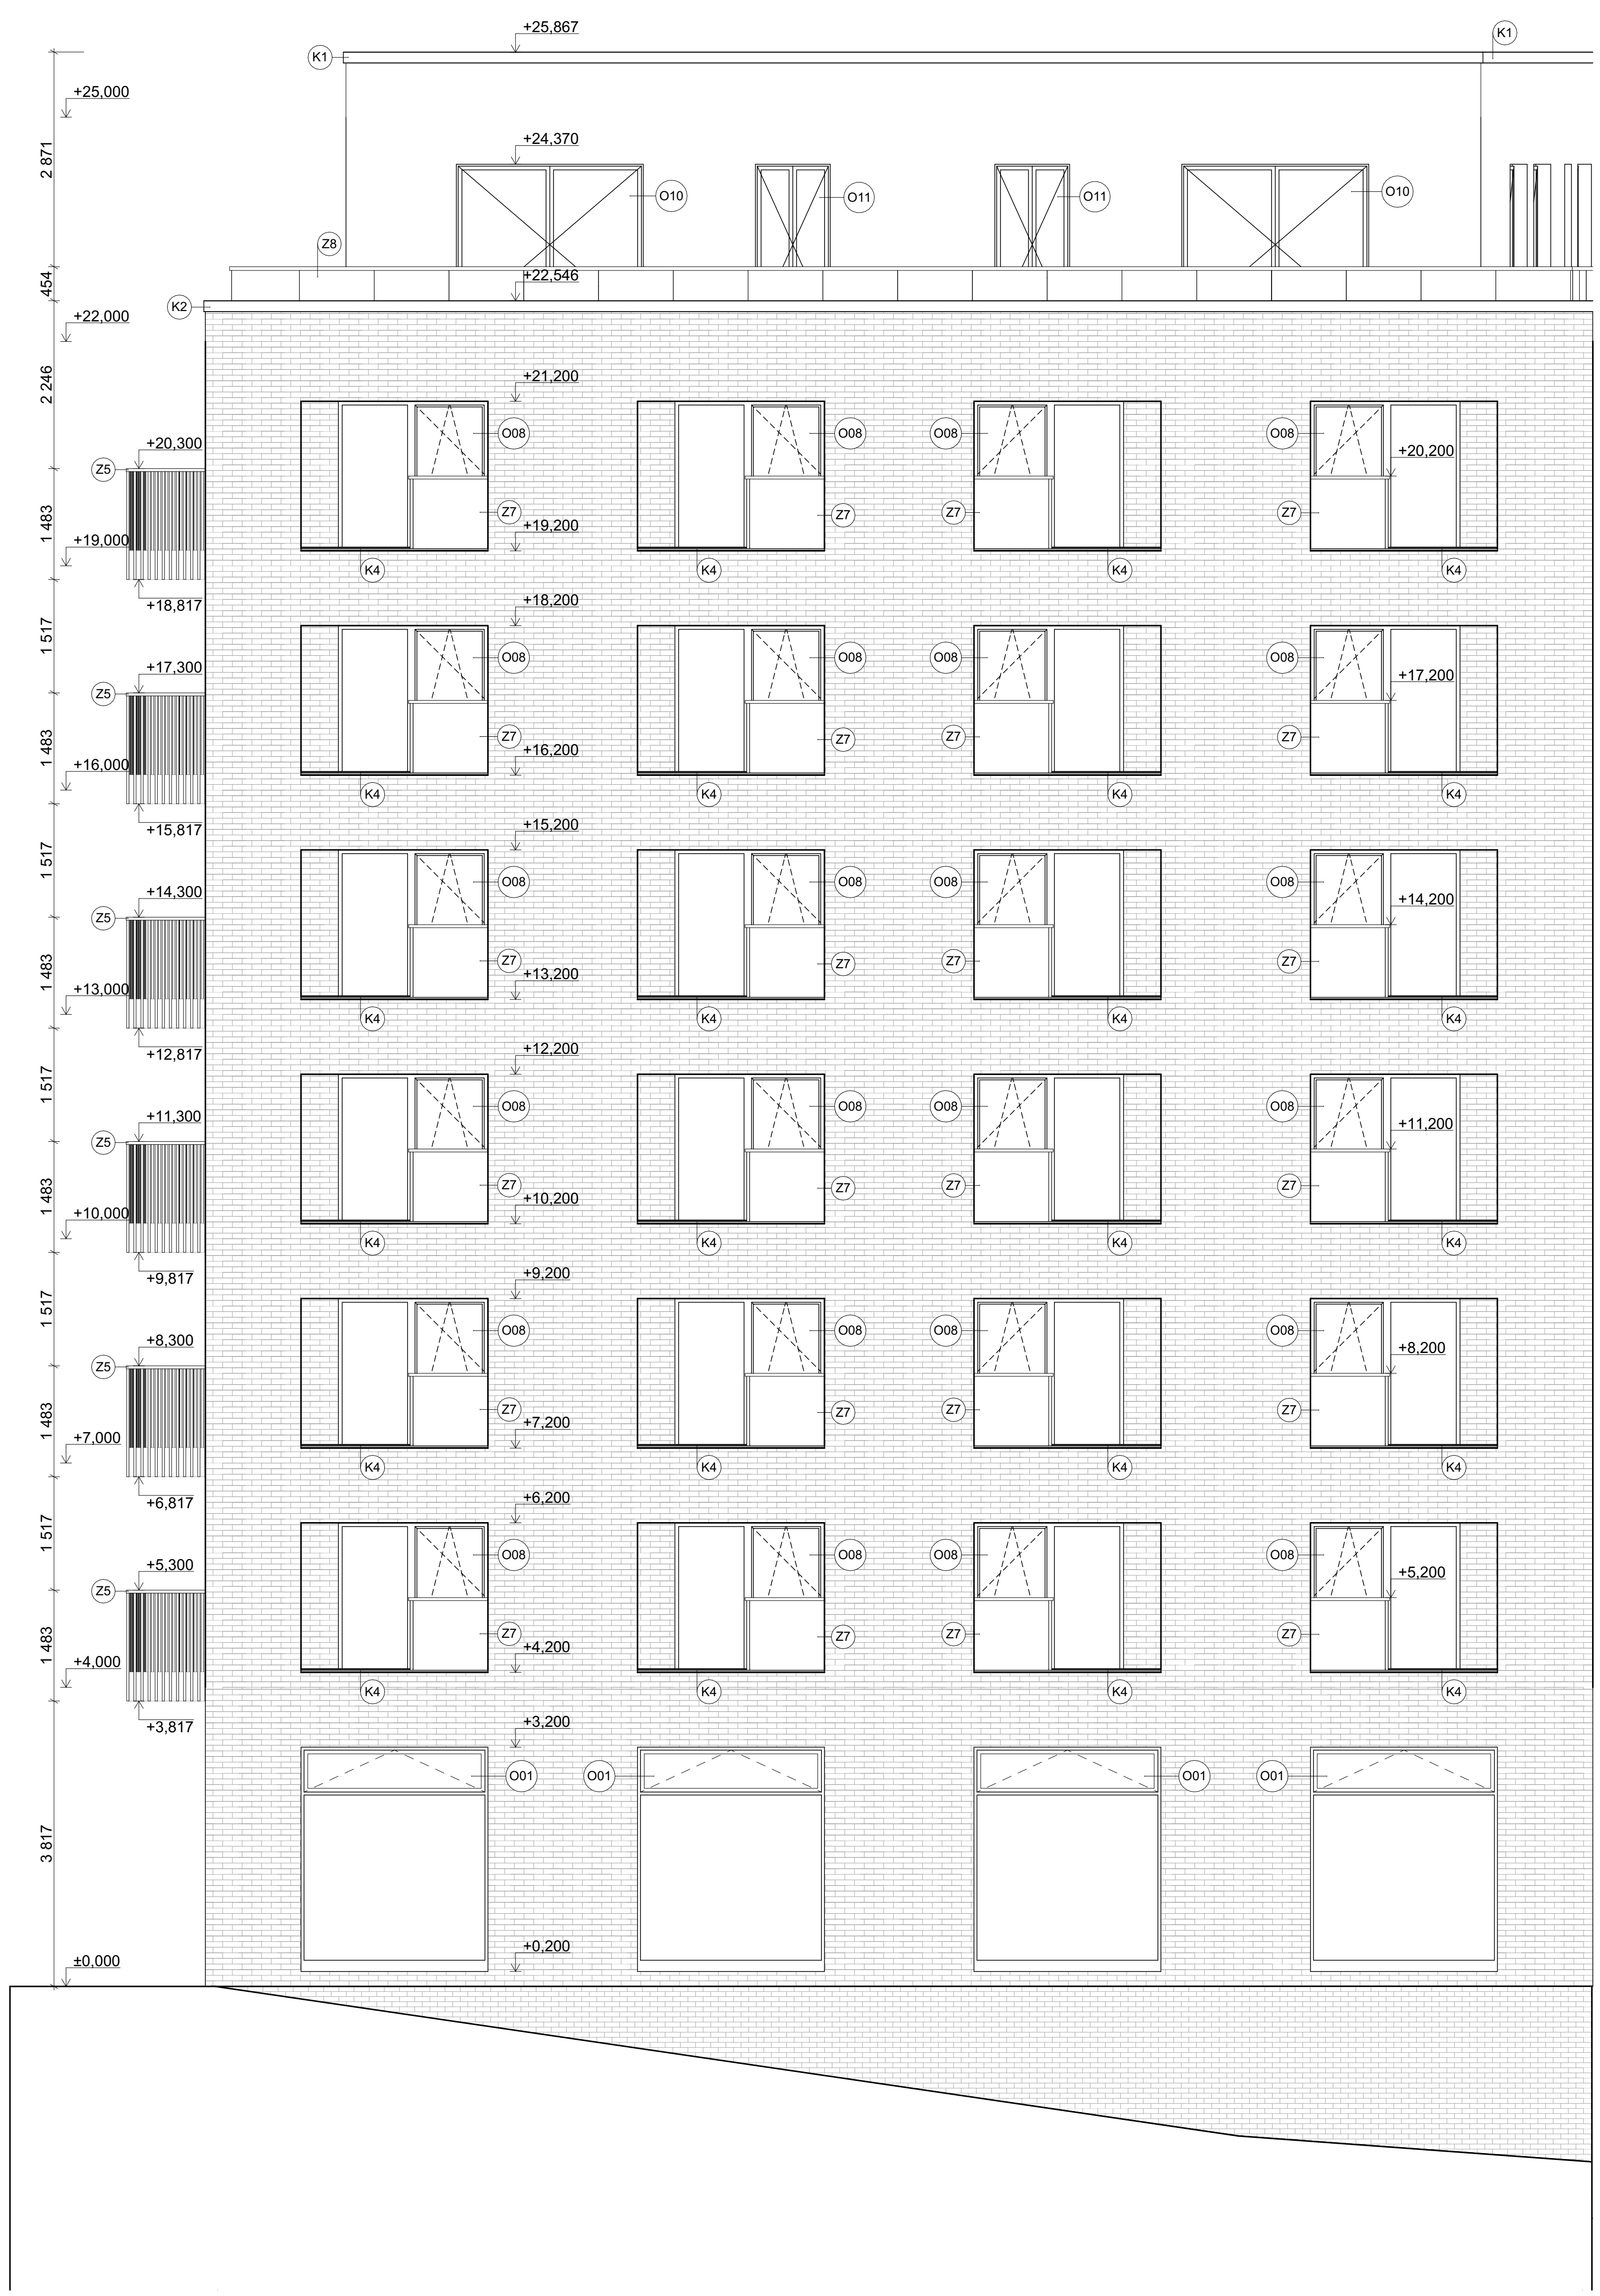 +25,867
K1
K1
+25,000
2 871
+24,370
O10
O11
O11
O10
Z8
454
+22,546
K2
+22,000
2 246
+21,200
+20,300
O08
O08
O08
O08
+20,200
Z5
Z7
Z7
Z7
Z7
1 483
+19,200
+19,000
K4
K4
K4
K4
+18,817
+18,200
1 517
O08
O08
O08
O08
+17,300
+17,200
Z5
Z7
Z7
Z7
Z7
1 483
+16,200
+16,000
K4
K4
K4
K4
+15,817
+15,200
1 517
O08
O08
O08
O08
+14,300
+14,200
Z5
Z7
Z7
Z7
Z7
1 483
+13,200
+13,000
K4
K4
K4
K4
+12,817
+12,200
1 517
O08
O08
O08
O08
+11,300
+11,200
Z5
Z7
Z7
Z7
Z7
1 483
+10,200
+10,000
K4
K4
K4
K4
+9,817
+9,200
1 517
O08
O08
O08
O08
+8,300
+8,200
Z5
Z7
Z7
Z7
Z7
1 483
+7,200
+7,000
K4
K4
K4
K4
+6,817
+6,200
1 517
O08
O08
O08
O08
+5,300
+5,200
Z5
Z7
Z7
Z7
Z7
1 483
+4,200
+4,000
K4
K4
K4
K4
+3,817
+3,200
O01
O01
O01
O01
3 817
+0,200
±0,000